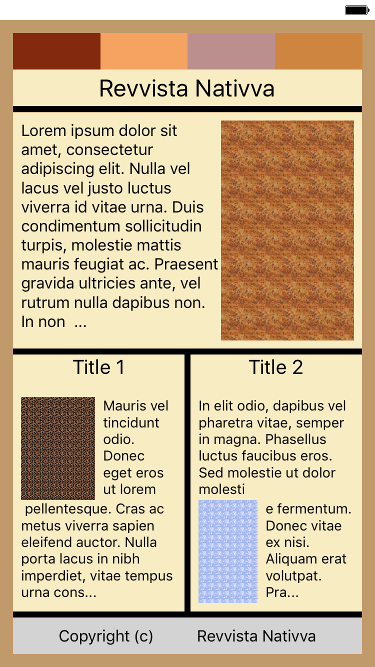 Revvista Nativva
Lorem ipsum dolor sit
amet, consectetur
adipiscing elit. Nulla vel
lacus vel justo luctus
viverra id vitae urna. Duis
condimentum sollicitudin
turpis, molestie mattis
mauris feugiat ac. Praesent
gravida ultricies ante, vel
rutrum nulla dapibus non.
In non  ...
Title 1
Mauris vel
tincidunt
odio.
Donec
eget eros
ut lorem
pellentesque. Cras ac
metus viverra sapien
eleifend auctor. Nulla
porta lacus in nibh
imperdiet, vitae tempus
urna cons...
Title 2
In elit odio, dapibus vel
pharetra vitae, semper
in magna. Phasellus
luctus faucibus eros.
Sed molestie ut dolor
molesti
e fermentum.
Donec vitae
ex nisi.
Aliquam erat
volutpat.
Pra...
Copyright (c) Revvista Nativva